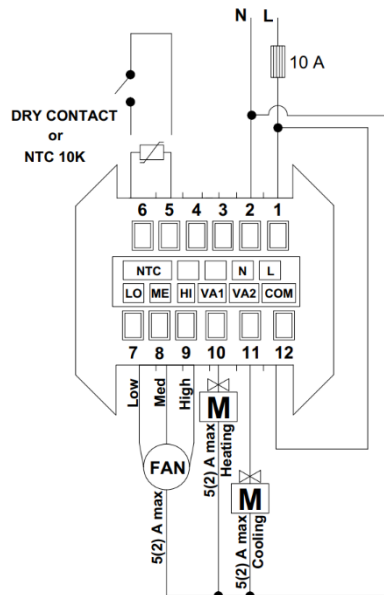 N L
10 A
DRY CONTACT
or
NTC 10K
6 5 4 3 2 1
NTC N L
LO ME HI VA1 VA2 COM
7 8 9 10 11 12
Low
Med
High
M
5(2) A max
Heating
FAN
5(2) A max
M
5(2) A max
Cooling